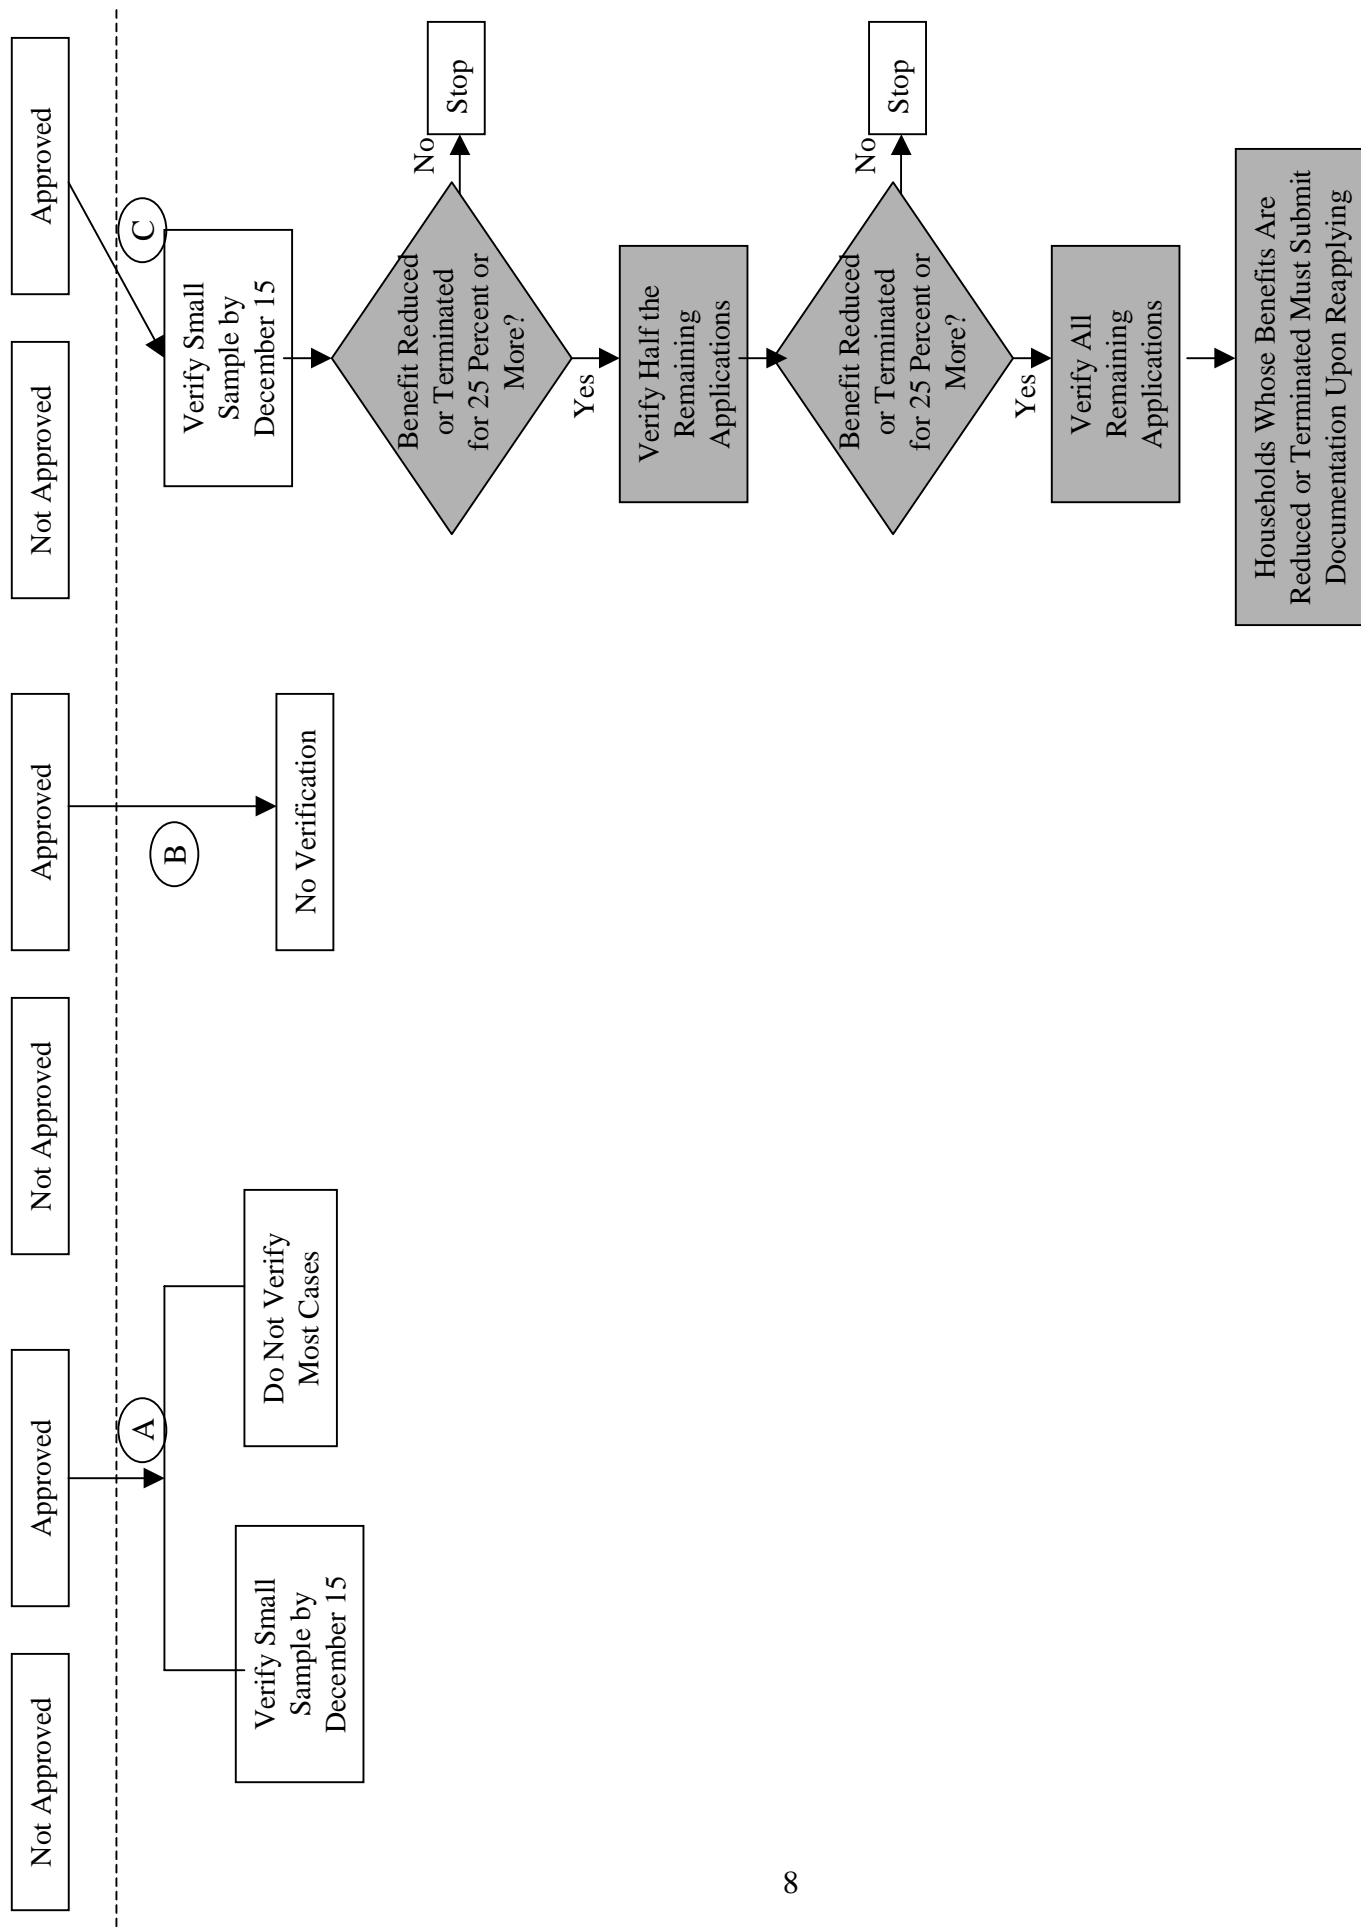 Not Approved
Approved
Not Approved
Approved
Not Approved
Approved
A
B
C
Verify Small
Sample by
December 15
Do Not Verify
Most Cases
No Verification
Verify Small
Sample by
December 15
Benefit Reduced
or Terminated
for 25 Percent or
More?
No
Stop
Yes
Verify Half the
Remaining
Applications
Benefit Reduced
or Terminated
for 25 Percent or
More?
No
Stop
Yes
Verify All
Remaining
Applications
Households Whose Benefits Are
Reduced or Terminated Must Submit
Documentation Upon Reapplying
8